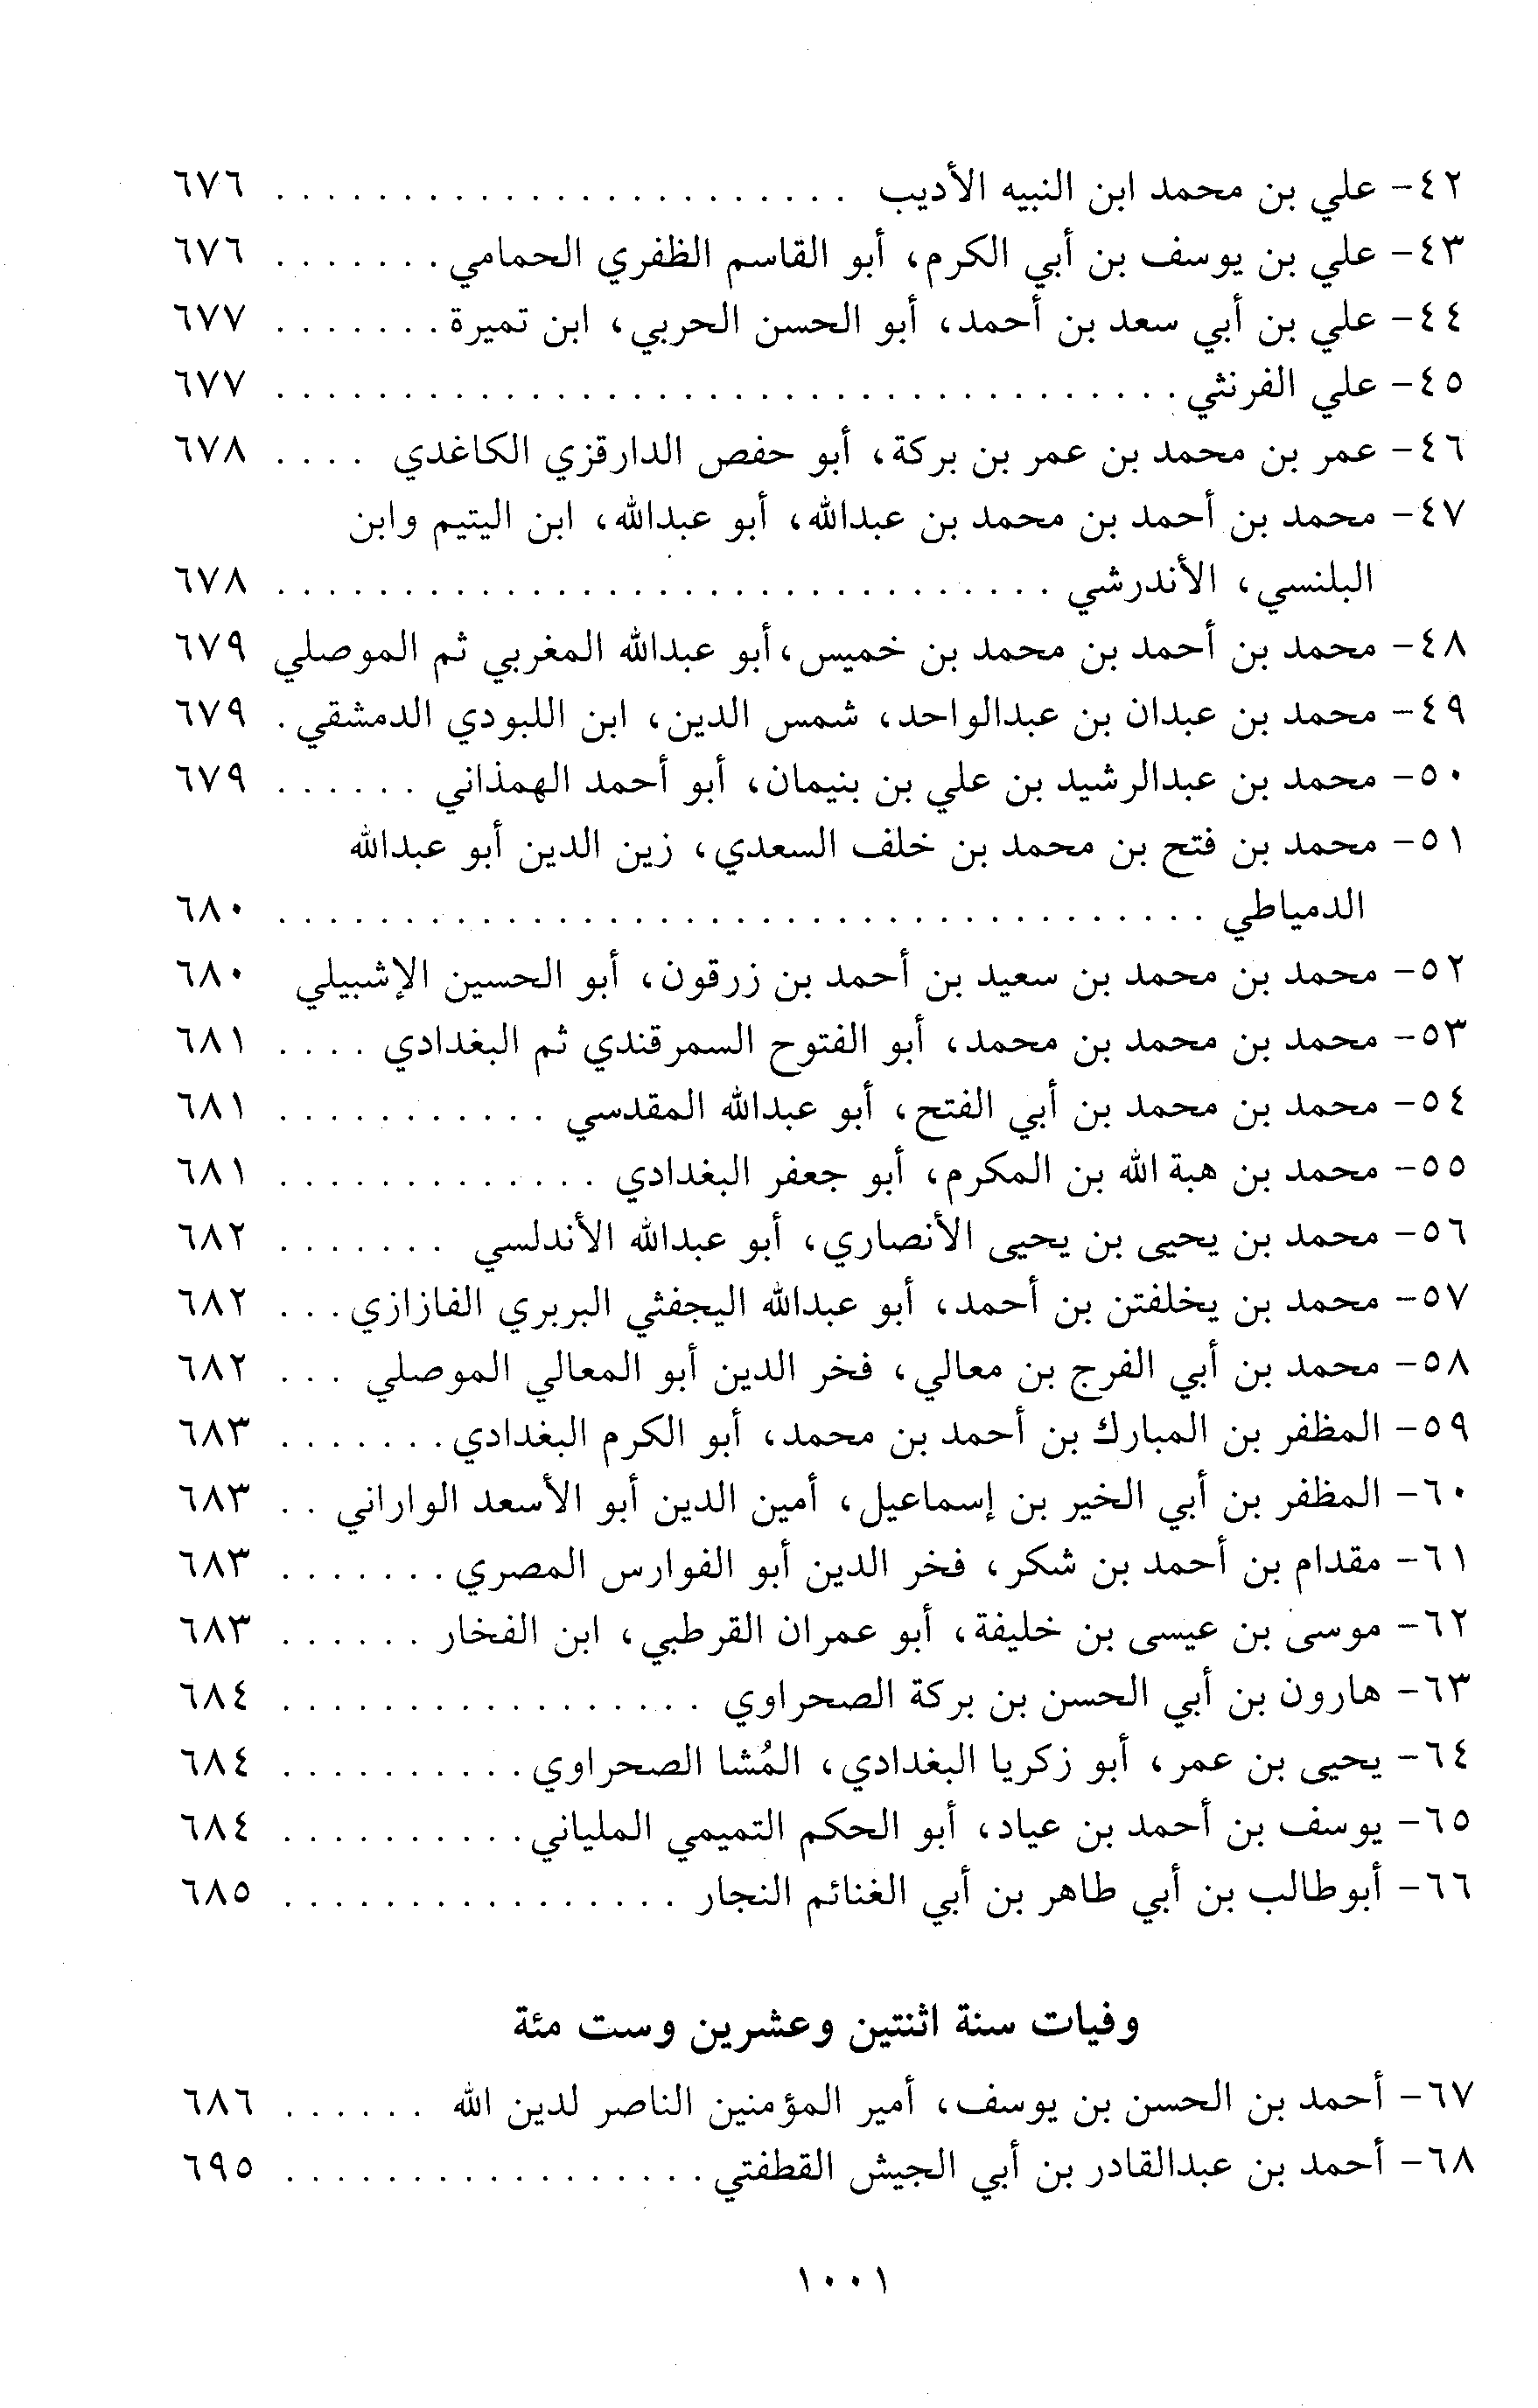 ٤٢- علي بن محمد ابن النبيه الأديب . . . . . . . . . . . . . . . . . . . . . . . ٦٧٦
٤٣- علي بن يوسف بن أبي الكرم، أبو القاسم الظفري الحمامي . . . . . . . ٦٧٦
٤٤- علي بن أبي سعد بن أحمد، أبو الحسن الحربي، ابن تميرة . . . . . . . ٦٧٧
٤٥- علي الفرنثي . . . . . . . . . . . . . . . . . . . . . . . . . . . . . . . . . . . ٦٧٧
٤٦- عمر بن محمد بن عمر بن بركة، أبو حفص الدارقزي الكاغدي . . . . ٦٧٨
٤٧- محمد بن أحمد بن محمد بن عبدالله، أبو عبدالله، ابن اليتيم وابن
البلنسي، الأندرشي . . . . . . . . . . . . . . . . . . . . . . . . . . . . . . ٦٧٨
٤٨- محمد بن أحمد بن محمد بن خميس، أبو عبدالله المغربي ثم الموصلي ٦٧٩
٤٩- محمد بن عبدان بن عبدالواحد، شمس الدين، ابن اللبودي الدمشقي . ٦٧٩
٥٠- محمد بن عبدالرشيد بن علي بن بنيمان، أبو أحمد الهمذاني . . . . . . ٦٧٩
٥١- محمد بن فتح بن محمد بن خلف السعدي، زين الدين أبو عبدالله
الدمياطي . . . . . . . . . . . . . . . . . . . . . . . . . . . . . . . . . . . . ٦٨٠
٥٢- محمد بن محمد بن سعيد بن أحمد بن زرقون، أبو الحسين الإشبيلي ٦٨٠
٥٣- محمد بن محمد بن محمد، أبو الفتوح السمرقندي ثم البغدادي . . . . ٦٨١
٥٤- محمد بن محمد بن أبي الفتح، أبو عبدالله المقدسي . . . . . . . . . . . ٦٨١
٥٥- محمد بن هبة الله بن المكرم، أبو جعفر البغدادي . . . . . . . . . . . . . ٦٨١
٥٦- محمد بن يحيى بن يحيى الأنصاري، أبو عبدالله الأندلسي . . . . . . . ٦٨٢
٥٧- محمد بن يخلفتن بن أحمد، أبو عبدالله اليجفثي البربري الفازازي . . . ٦٨٢
٥٨- محمد بن أبي الفرج بن معالي، فخر الدين أبو المعالي الموصلي . . . ٦٨٢
٥٩- المظفر بن المبارك بن أحمد بن محمد، أبو الكرم البغدادي . . . . . . . ٦٨٣
٦٠- المظفر بن أبي الخير بن إسماعيل، أمين الدين أبو الأسعد الواراني . . ٦٨٣
٦١- مقدام بن أحمد بن شكر، فخر الدين أبو الفوارس المصري . . . . . . . ٦٨٣
٦٢- موسى بن عيسى بن خليفة، أبو عمران القرطبي، ابن الفخار . . . . . . ٦٨٣
٦٣- هارون بن أبي الحسن بن بركة الصحراوي . . . . . . . . . . . . . . . . . ٦٨٤
٦٤- يحيى بن عمر، أبو زكريا البغدادي، المُشا الصحراوي . . . . . . . . . . ٦٨٤
٦٥- يوسف بن أحمد بن عياد، أبو الحكم التميمي الملياني . . . . . . . . . . ٦٨٤
٦٦- أبوطالب بن أبي طاهر بن أبي الغنائم النجار . . . . . . . . . . . . . . . . ٦٨٥
وفيات سنة اثنتين وعشرين وست مئة
٦٧- أحمد بن الحسن بن يوسف، أمير المؤمنين الناصر لدين الله . . . . . . ٦٨٦
٦٨- أحمد بن عبدالقادر بن أبي الجيش القطفتي . . . . . . . . . . . . . . . . . ٦٩٥
١٠٠١